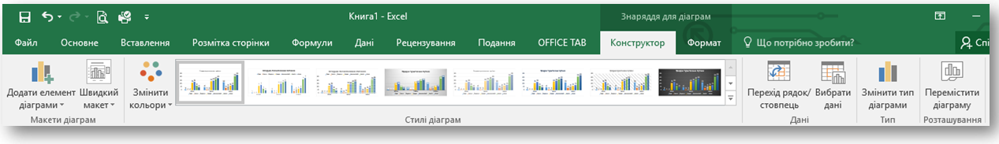 Книга1 - Excel
Знаряддя для діаграм
Файл Основне Вставлення Розмітка сторінки Формули Дані Рецензування Подання OFFICE TAB Конструктор Формат Що потрібно зробити? Спі
Додати елемент діаграми
Швидкий макет
Змінити кольори
Перехід рядок/ стовпець
Вибрати дані
Змінити тип діаграми
Перемістити діаграму
Макети діаграм Стилі діаграм Дані Тип Розташування